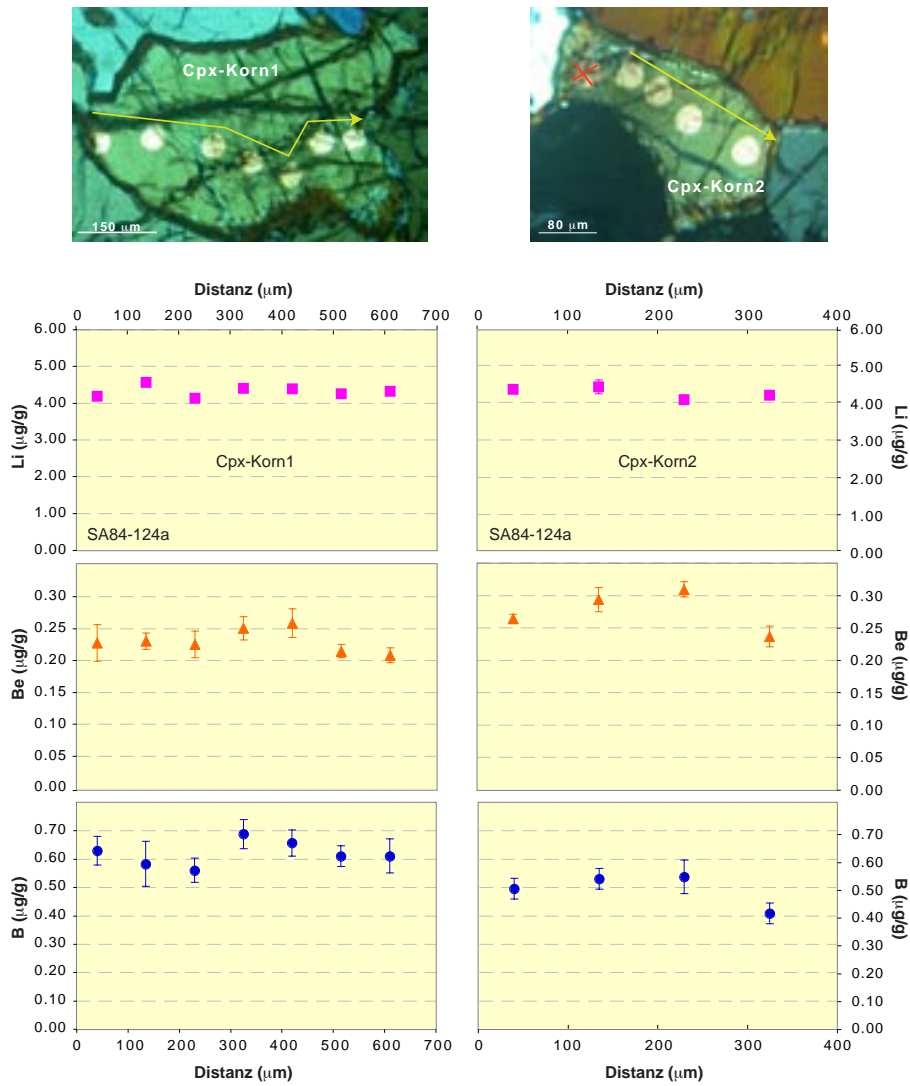 Cpx-Korn1
150 µm
Cpx-Korn2
80 µm
Distanz (µm)
0 100 200 300 400 500 600 700
Distanz (µm)
0 100 200 300 400
6.00
5.00
4.00
3.00
2.00
1.00
0.00
Li (µg/g)
Cpx-Korn1
SA84-124a
Cpx-Korn2
SA84-124a
6.00
5.00
4.00
3.00
2.00
1.00
0.00
Li (µg/g)
0.30
0.25
0.20
0.15
0.10
0.05
0.00
Be (µg/g)
0.30
0.25
0.20
0.15
0.10
0.05
0.00
Be (µg/g)
0.70
0.60
0.50
0.40
0.30
0.20
0.10
0.00
B (µg/g)
0.70
0.60
0.50
0.40
0.30
0.20
0.10
0.00
B (µg/g)
0 100 200 300 400 500 600 700
Distanz (µm)
0 100 200 300 400
Distanz (µm)